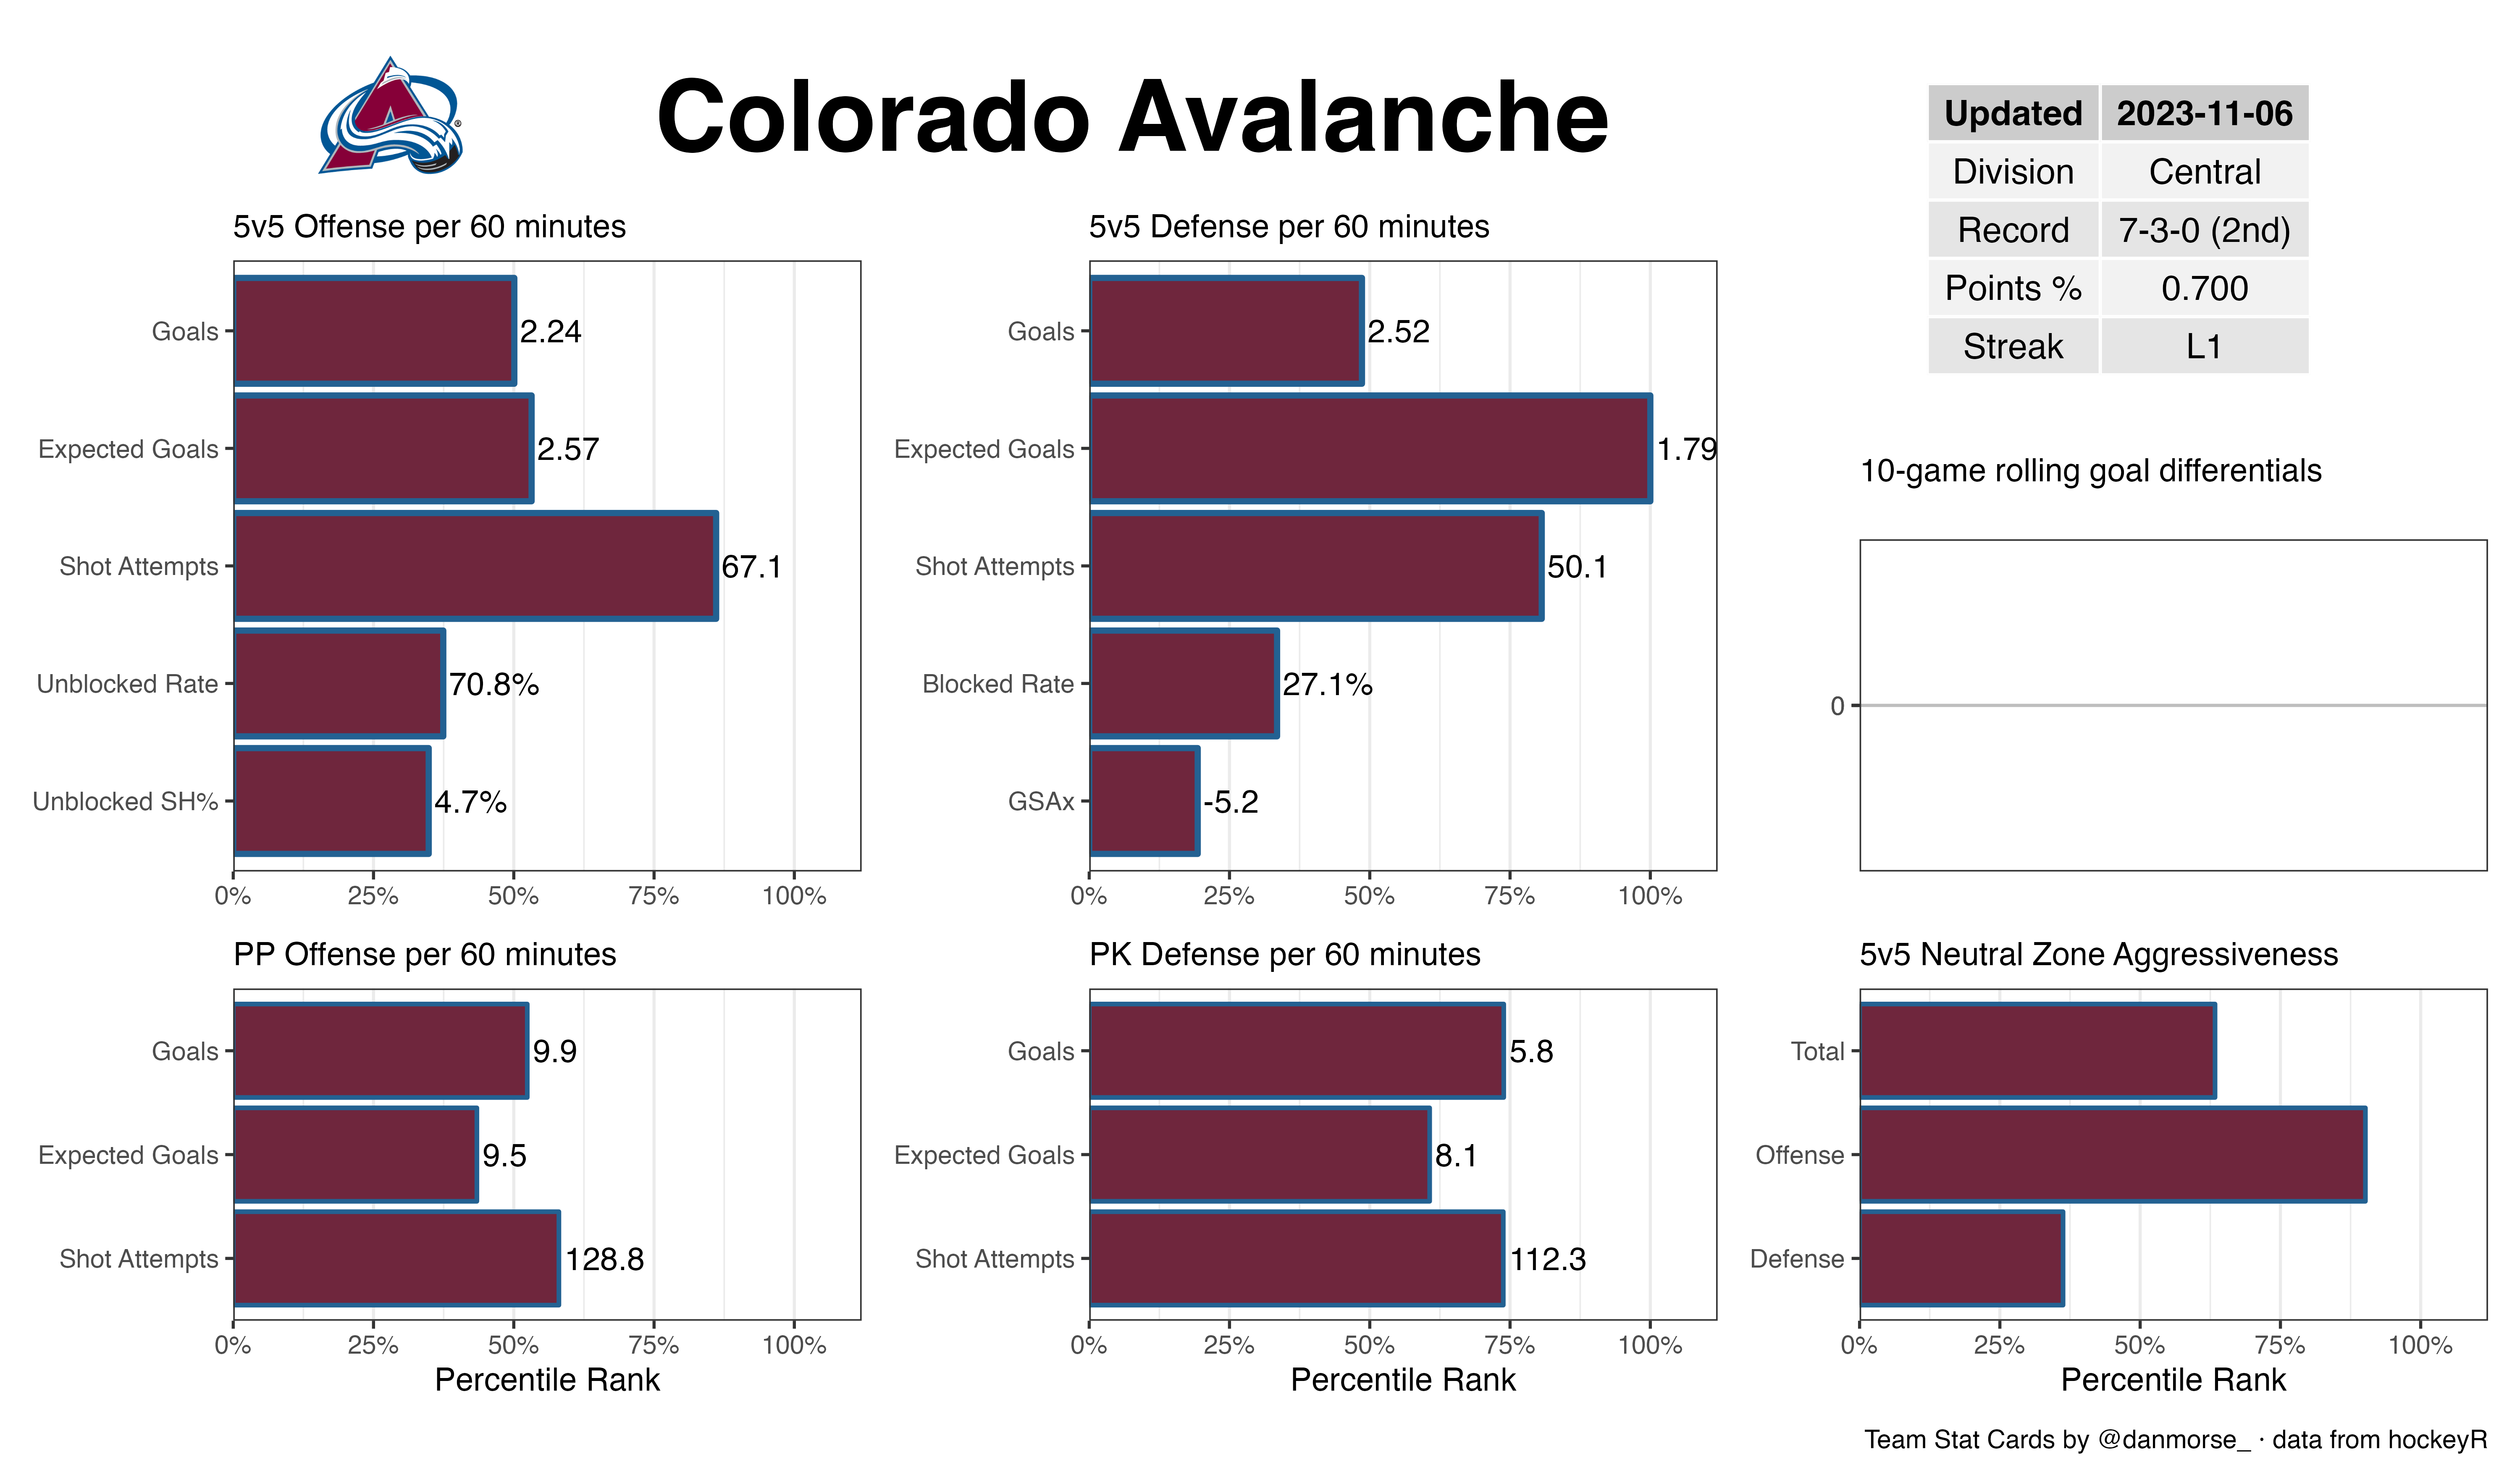 Colorado Avalanche
®
Updated 2023-11-06
Division Central
Record 7-3-0 (2nd)
Points % 0.700
Streak L1
5v5 Offense per 60 minutes
Goals 2.24
Expected Goals 2.57
Shot Attempts 67.1
Unblocked Rate 70.8%
Unblocked SH% 4.7%
0% 25% 50% 75% 100%
5v5 Defense per 60 minutes
Goals 2.52
Expected Goals 1.79
Shot Attempts 50.1
Blocked Rate 27.1%
GSAx -5.2
0% 25% 50% 75% 100%
10-game rolling goal differentials
0
PP Offense per 60 minutes
Goals 9.9
Expected Goals 9.5
Shot Attempts 128.8
0% 25% 50% 75% 100%
Percentile Rank
PK Defense per 60 minutes
Goals 5.8
Expected Goals 8.1
Shot Attempts 112.3
0% 25% 50% 75% 100%
Percentile Rank
5v5 Neutral Zone Aggressiveness
Total
Offense
Defense
0% 25% 50% 75% 100%
Percentile Rank
Team Stat Cards by @danmorse_ · data from hockeyR